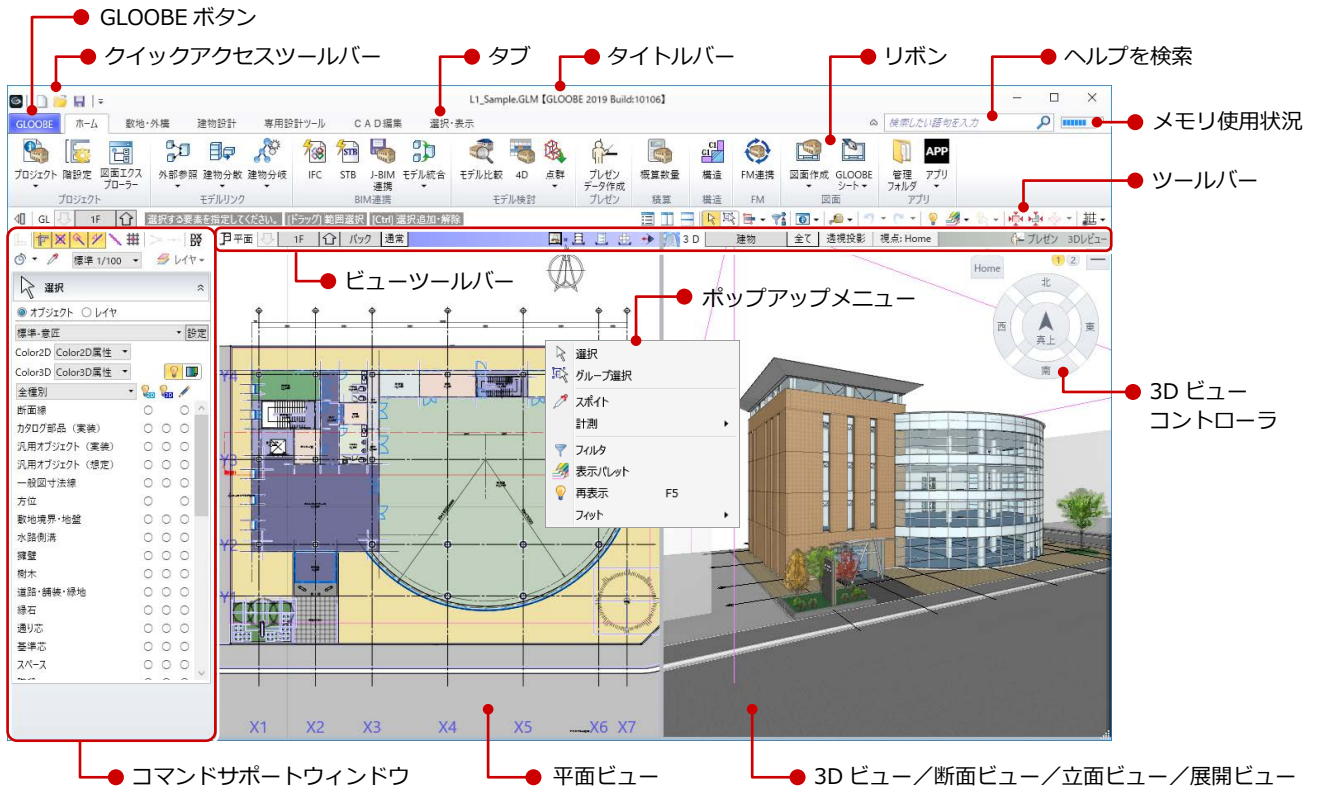 GLOOBE ボタン
クイックアクセスツールバー
タブ
タイトルバー
リボン
ヘルプを検索
L1_Sample.GLM【GLOOBE 2019 Build:10106】
GLOOBE ホーム 敷地・外構 建物設計 専用設計ツール CAD編集 選択・表示
検索したい語句を入力
メモリ使用状況
プロジェクト 階設定 図面エクスプローラー 外部参照 建物分散 建物分岐 IFC STB J-BIM連携 モデル統合 モデル比較 4D 点群 プレゼンデータ作成 概算数量 構造 FM連携 図面作成 GLOOBEシート 管理フォルダ アプリ
プロジェクト モデルリンク BIM連携 モデル検討 プレゼン 積算 構造 FM 図面 アプリ
ツールバー
GL 1F 選択する要素を指定してください。 [ドラッグ] 範囲選択 [Ctrl] 選択追加・解除
平面 1F パック 通常
3D 建物 全て 透視投影 視点: Home プレゼン 3Dレビュー
標準 1/100 レイヤ
ビューツールバー
選択
オブジェクト レイヤ
標準-意匠 設定
Color2D Color2D属性
Color3D Color3D属性
全種別
断面線
カタログ部品（実装）
汎用オブジェクト（実装）
汎用オブジェクト（想定）
一般図寸法線
方位
敷地境界・地盤
水路側溝
擁壁
樹木
道路・舗装・緑地
縁石
通り芯
基準芯
スペース
Y4
Y3
Y2
Y1
X1 X2 X3 X4 X5 X6 X7
ポップアップメニュー
選択
グループ選択
スポイト
計測
フィルタ
表示パレット
再表示 F5
フィット
Home
1 2
北
西
真上
東
南
3D ビュー
コントローラ
コマンドサポートウィンドウ
平面ビュー
3D ビュー／断面ビュー／立面ビュー／展開ビュー